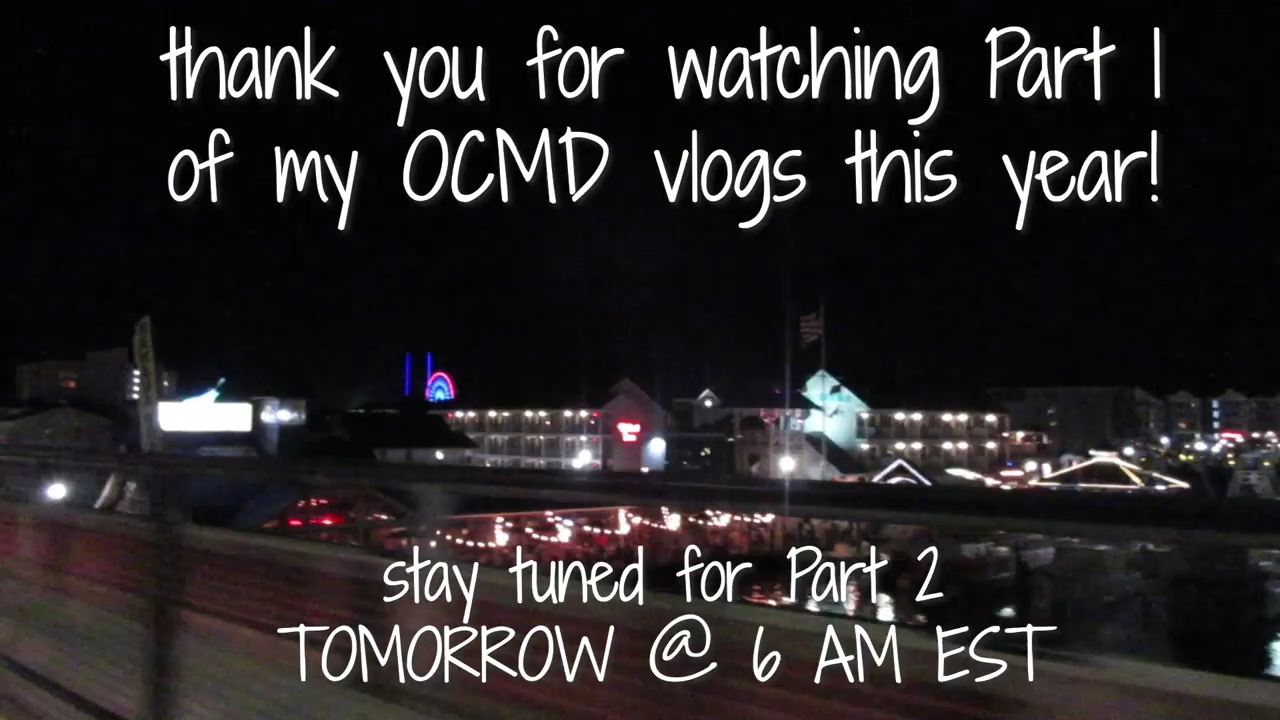 thank you for watching Part 1
of my OCMD vlogs this year!
stay tuned for Part 2
TOMORROW @ 6 AM EST